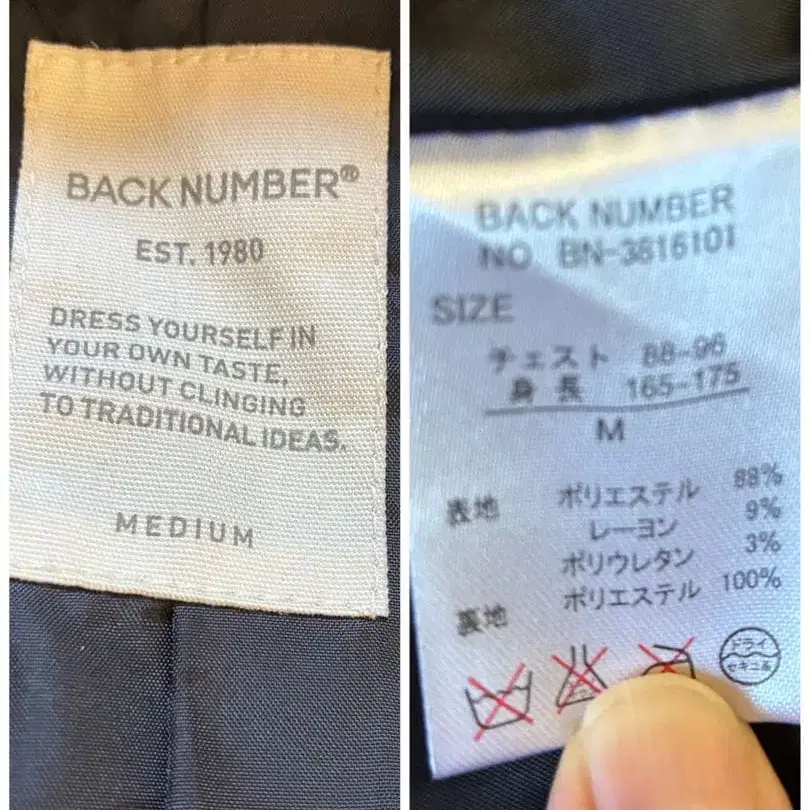 BACK NUMBER®
EST. 1980
DRESS YOURSELF IN
YOUR OWN TASTE,
WITHOUT CLINGING
TO TRADITIONAL IDEAS.
MEDIUM
BACK NUMBER
NO BN-3816101
SIZE
チェスト 88-96
身長 165-175
M
表地 ポリエステル 88%
レーヨン 9%
ポリウレタン 3%
裏地 ポリエステル 100%
ドライ
セキユ系